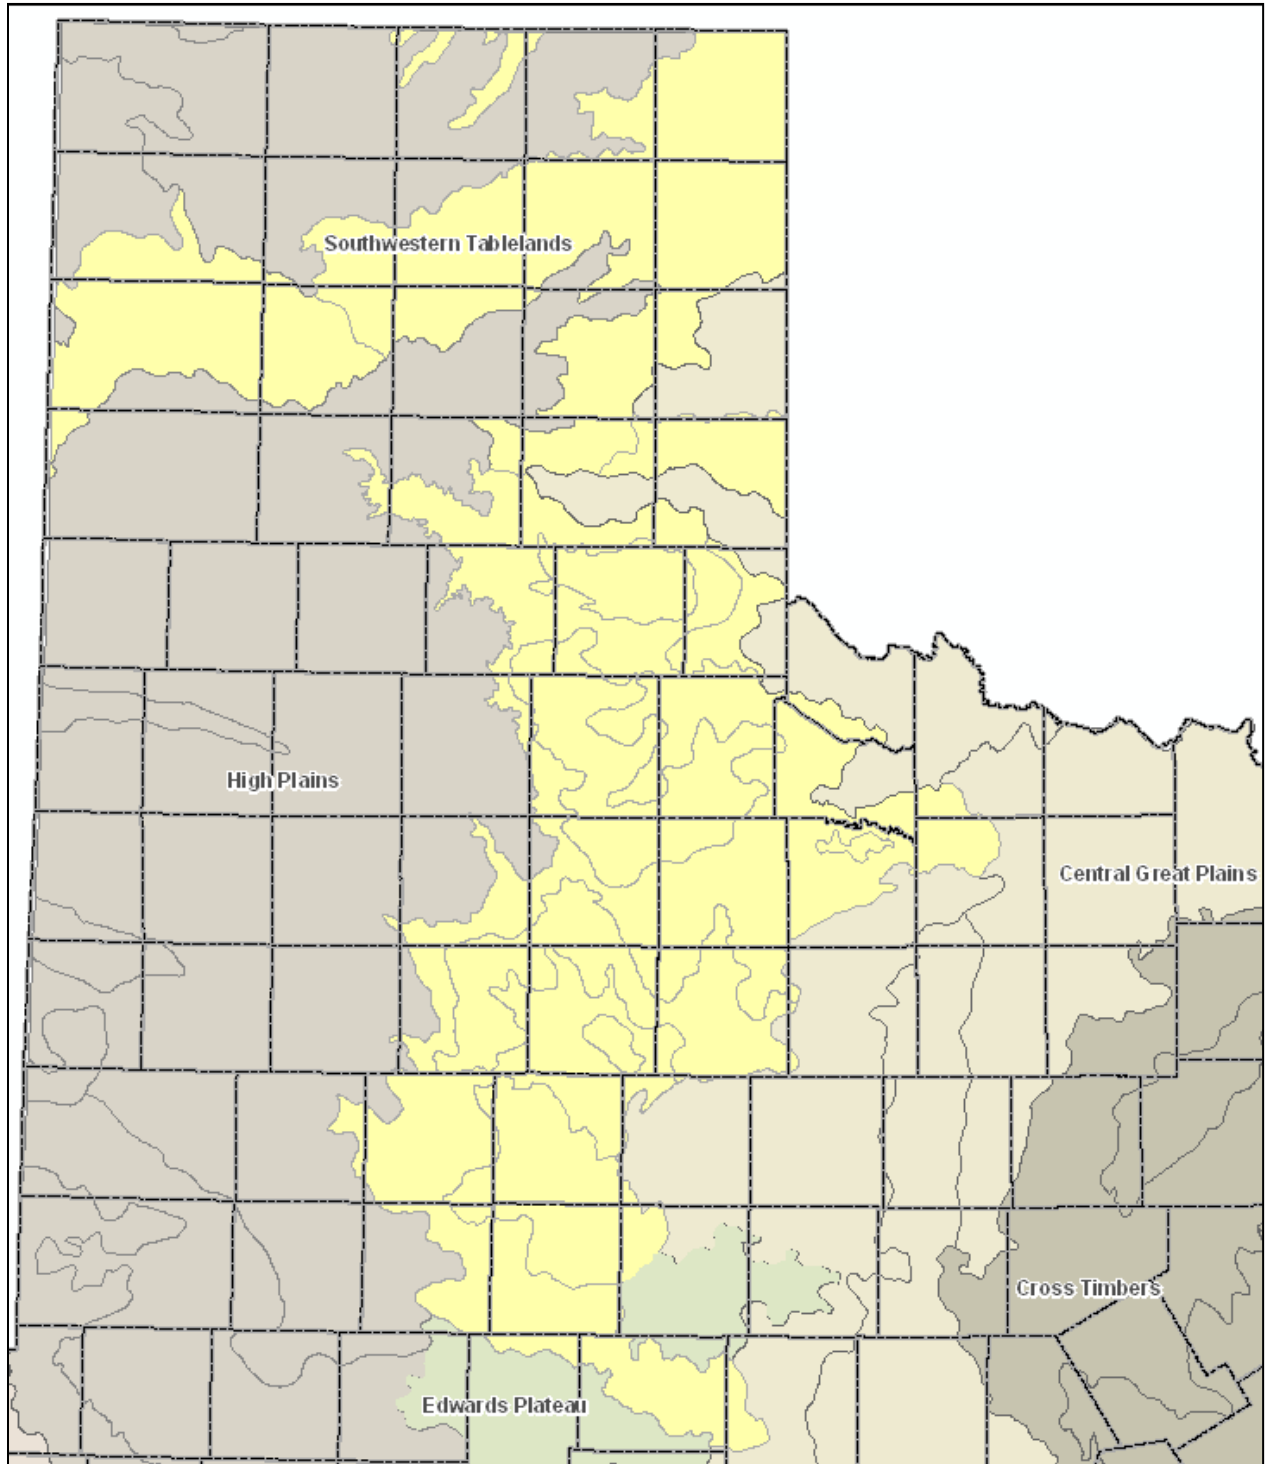 Southwestern Tablelands
High Plains
Central Great Plains
Cross Timbers
Edwards Plateau